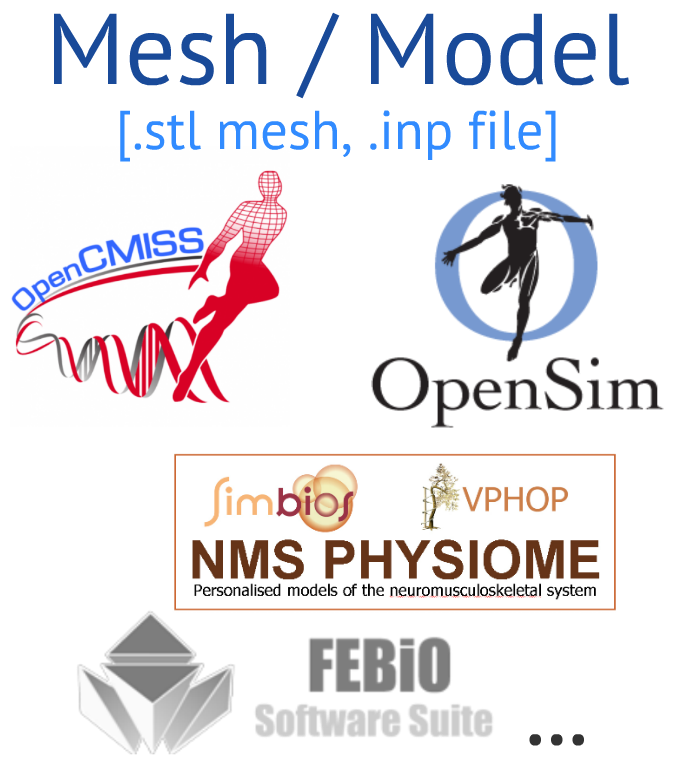 Mesh / Model
[.stl mesh, .inp file]
OpenCMISS
OpenSim
Simbios
VPHOP
NMS PHYSIOME
Personalised models of the neuromusculoskeletal system
FEBiO
Software Suite
...